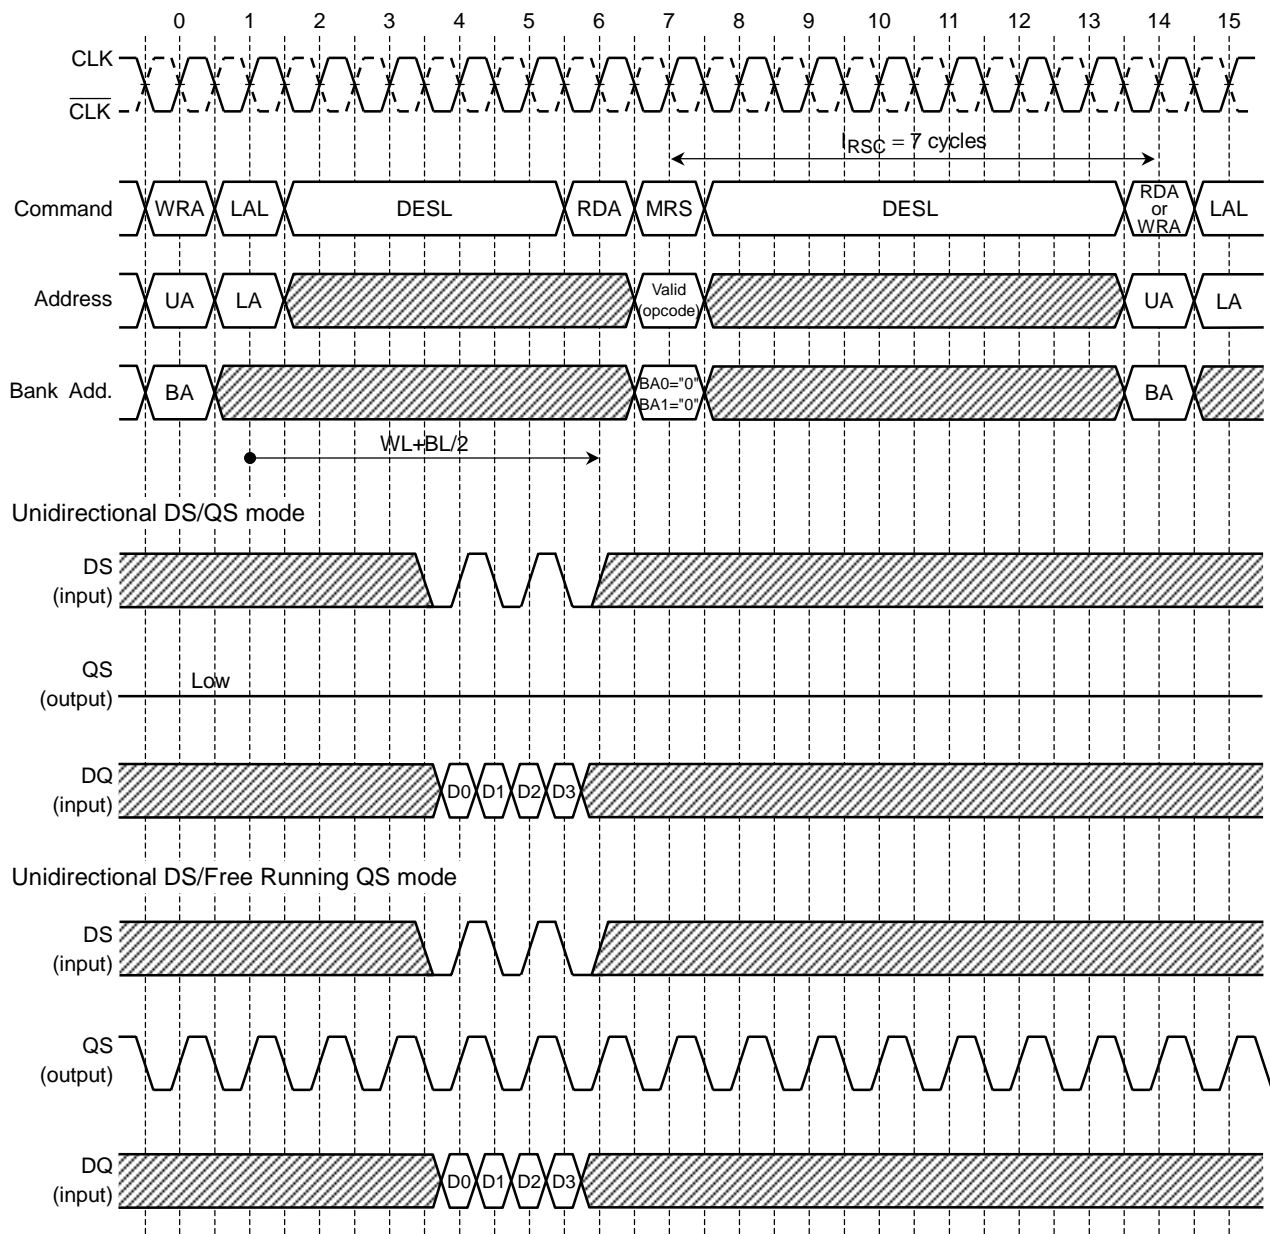 0 1 2 3 4 5 6 7 8 9 10 11 12 13 14 15
CLK
CLK
IRSC = 7 cycles
Command WRA LAL DESL RDA MRS DESL RDA or WRA LAL
Address UA LA Valid (opcode) UA LA
Bank Add. BA BA0="0" BA1="0" BA
WL+BL/2
Unidirectional DS/QS mode
DS
(input)
QS
Low
(output)
DQ
(input)
D0 D1 D2 D3
Unidirectional DS/Free Running QS mode
DS
(input)
QS
(output)
DQ
(input)
D0 D1 D2 D3